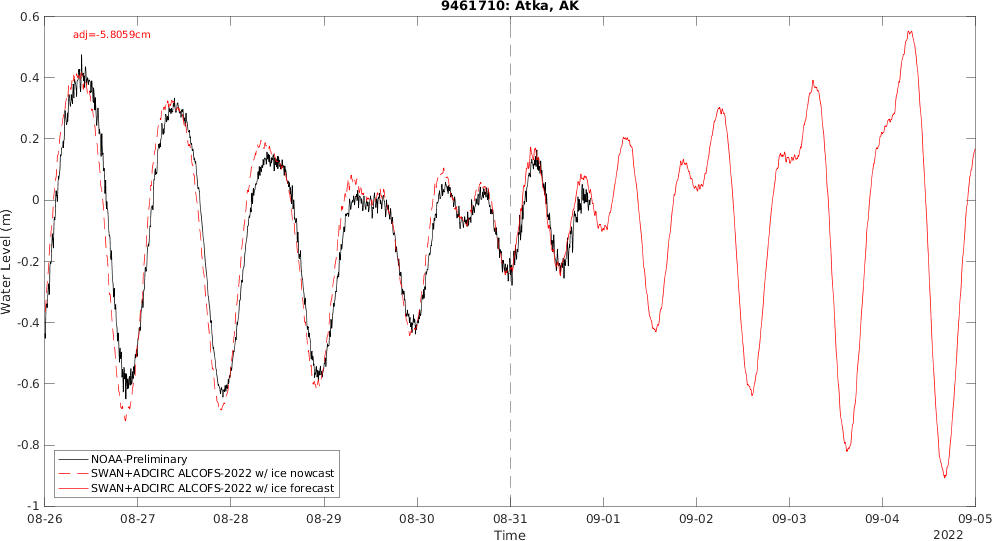 9461710: Atka, AK
adj=-5.8059cm
Water Level (m)
0.6
0.4
0.2
0
-0.2
-0.4
-0.6
-0.8
-1
NOAA-Preliminary
SWAN+ADCIRC ALCOFS-2022 w/ ice nowcast
SWAN+ADCIRC ALCOFS-2022 w/ ice forecast
08-26 08-27 08-28 08-29 08-30 08-31 09-01 09-02 09-03 09-04 09-05
Time
2022